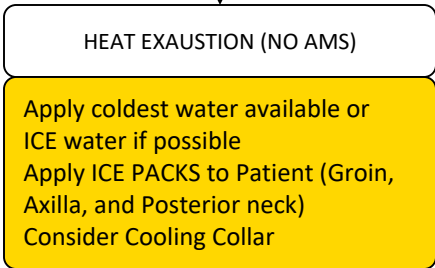 HEAT EXAUSTION (NO AMS)
Apply coldest water available or
ICE water if possible
Apply ICE PACKS to Patient (Groin,
Axilla, and Posterior neck)
Consider Cooling Collar